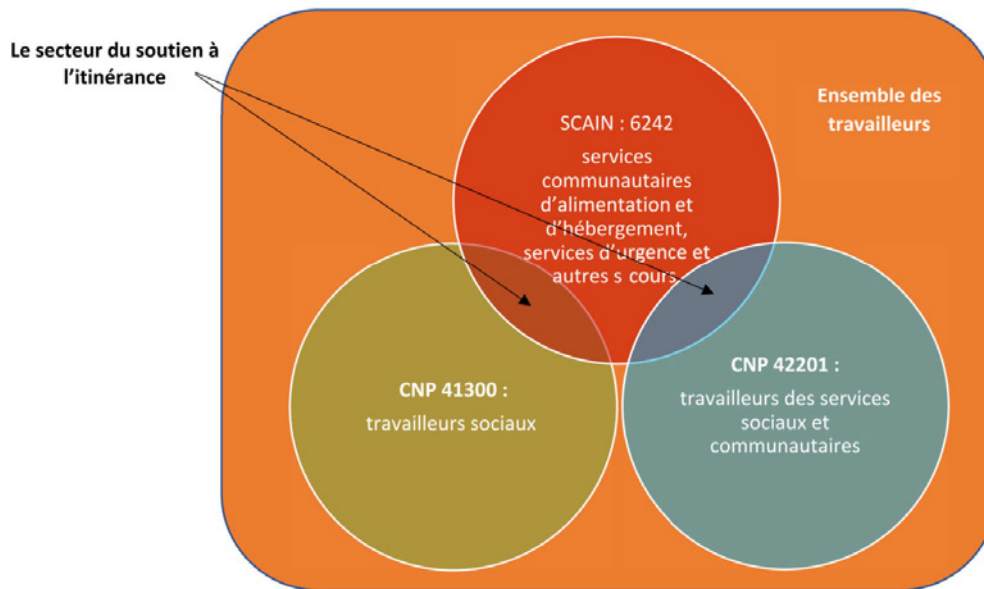 Le secteur du soutien à
l'itinérance
Ensemble des
travailleurs
SCAIN : 6242
services
communautaires
d'alimentation et
d'hébergement,
services d'urgence et
autres s cours
CNP 41300 :
travailleurs sociaux
CNP 42201 :
travailleurs des services
sociaux et
communautaires